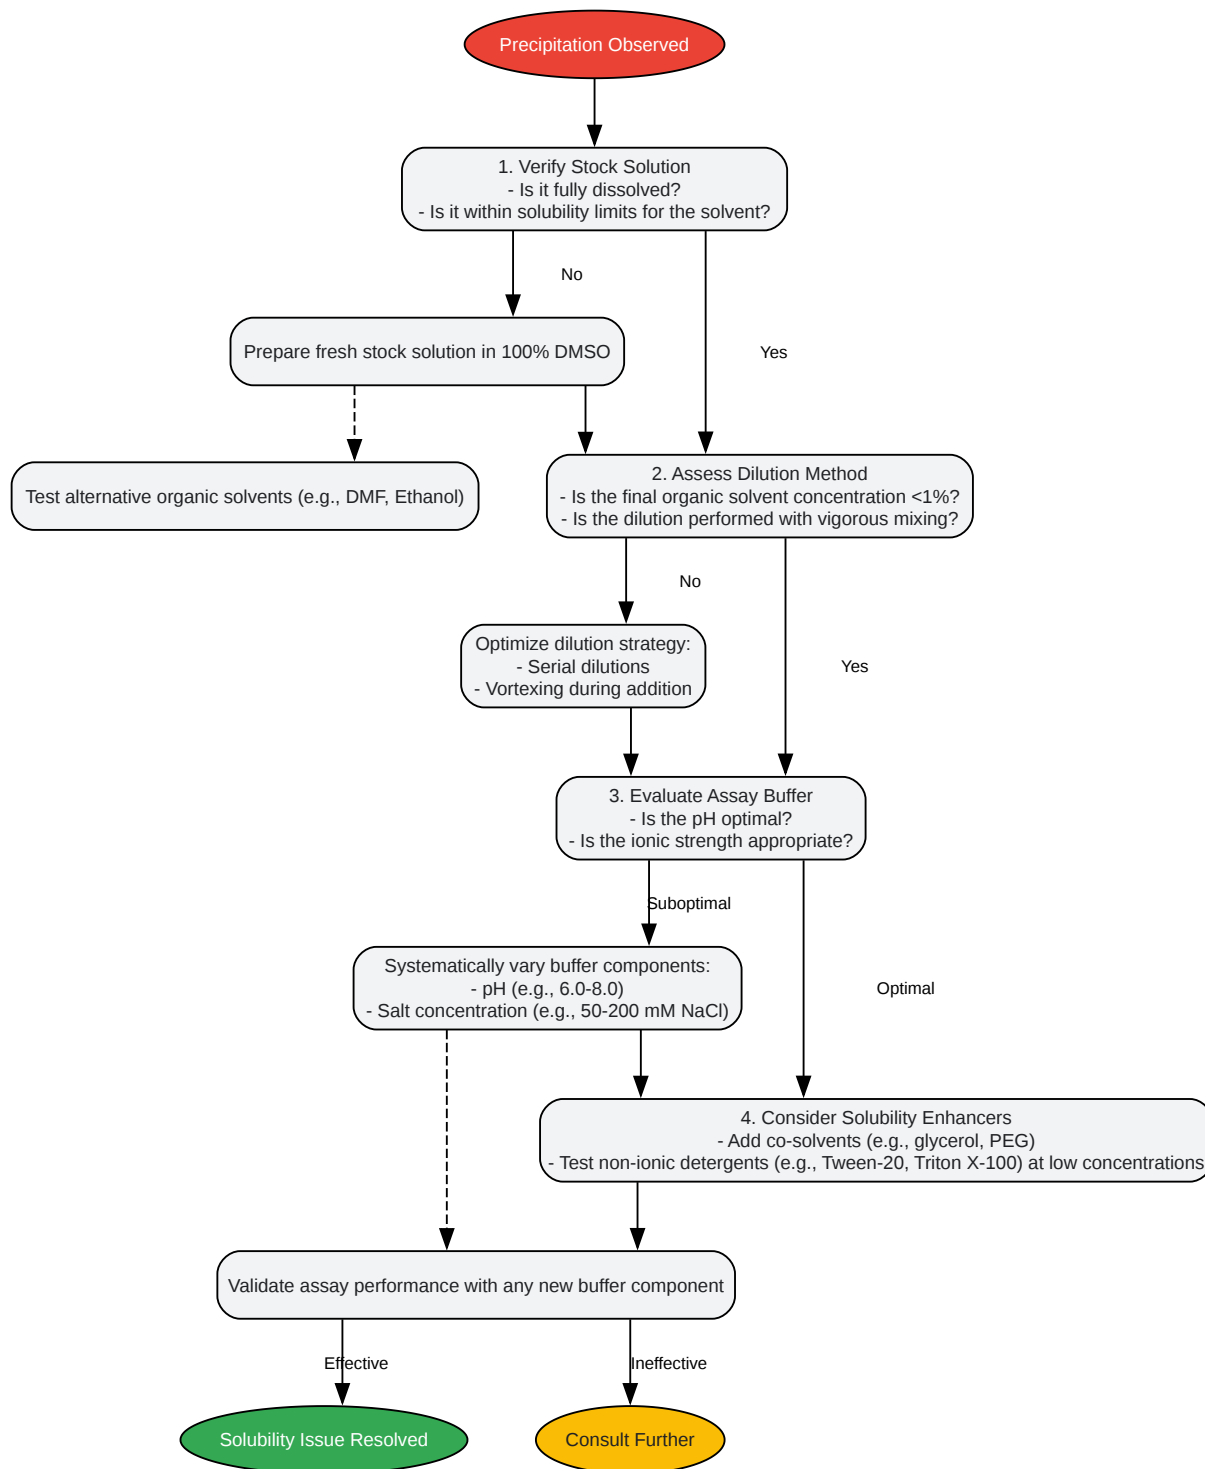 Precipitation Observed
1. Verify Stock Solution
- Is it fully dissolved?
- Is it within solubility limits for the solvent?
No
Prepare fresh stock solution in 100% DMSO
Yes
Test alternative organic solvents (e.g., DMF, Ethanol)
2. Assess Dilution Method
- Is the final organic solvent concentration <1%?
- Is the dilution performed with vigorous mixing?
No
Optimize dilution strategy:
- Serial dilutions
- Vortexing during addition
Yes
3. Evaluate Assay Buffer
- Is the pH optimal?
- Is the ionic strength appropriate?
Suboptimal
Systematically vary buffer components:
- pH (e.g., 6.0-8.0)
- Salt concentration (e.g., 50-200 mM NaCl)
Optimal
4. Consider Solubility Enhancers
- Add co-solvents (e.g., glycerol, PEG)
- Test non-ionic detergents (e.g., Tween-20, Triton X-100) at low concentrations
Validate assay performance with any new buffer component
Effective
Ineffective
Solubility Issue Resolved
Consult Further